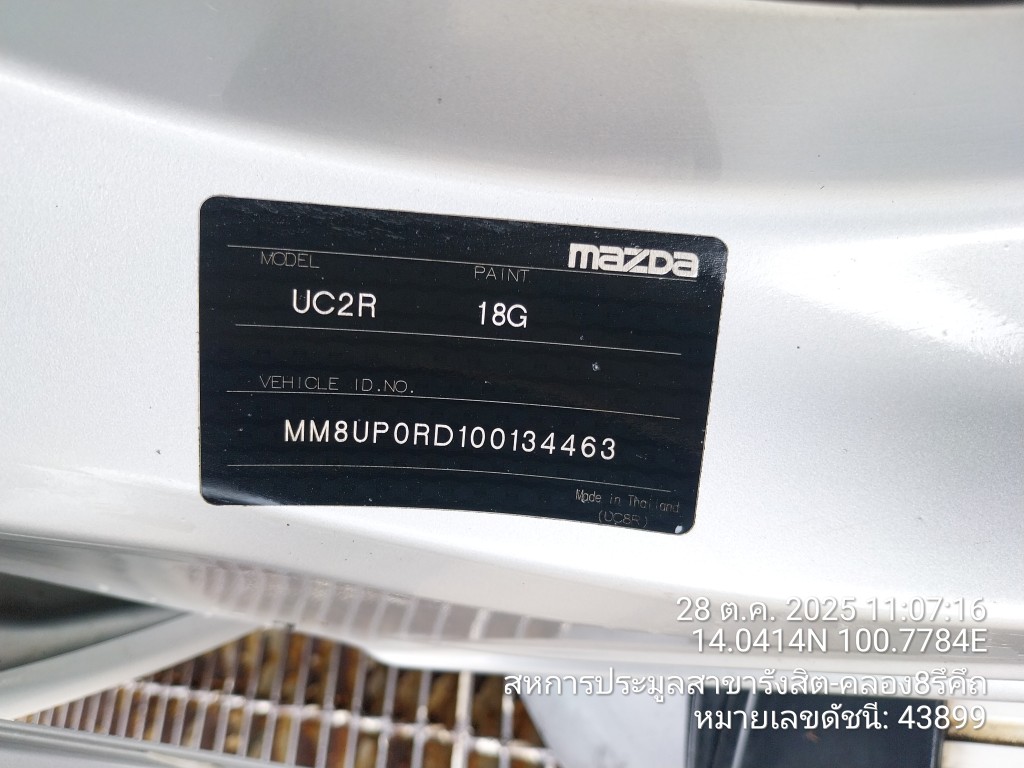 mazda
MODEL PAINT
UC2R 18G
VEHICLE ID.NO.
MM8UP0RD100134463
Made in Thailand
(UC6R)
28 ต.ค. 2025 11:07:16
14.0414N 100.7784E
สหการประมูลสาขารังสิต-คลอง8รีคีถ
หมายเลขดัชนี: 43899